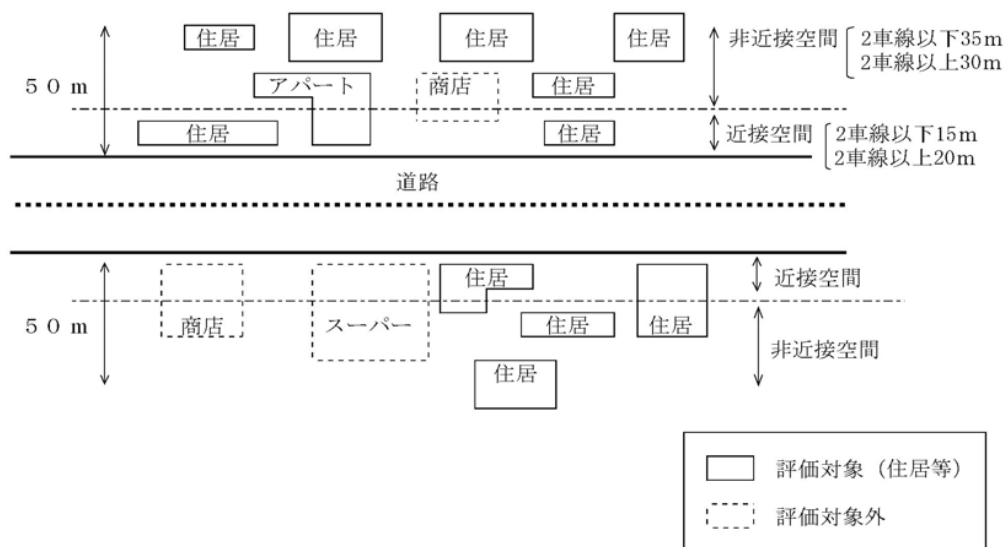 住居 住居 住居 住居
非近接空間
2車線以下35m
2車線以上30m
50m
アパート 商店 住居
住居 住居
近接空間
2車線以下15m
2車線以上20m
道路
住居
近接空間
50m
商店 スーパー 住居 住居
非近接空間
住居
評価対象（住居等）
評価対象外